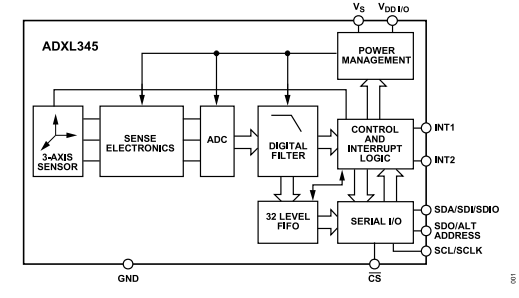 VS VDD I/O
ADXL345
POWER
MANAGEMENT
3-AXIS
SENSOR
SENSE
ELECTRONICS
ADC
DIGITAL
FILTER
CONTROL
AND
INTERRUPT
LOGIC
INT1
INT2
32 LEVEL
FIFO
SERIAL I/O
SDA/SDI/SDIO
SDO/ALT
ADDRESS
SCL/SCLK
GND
CS
001